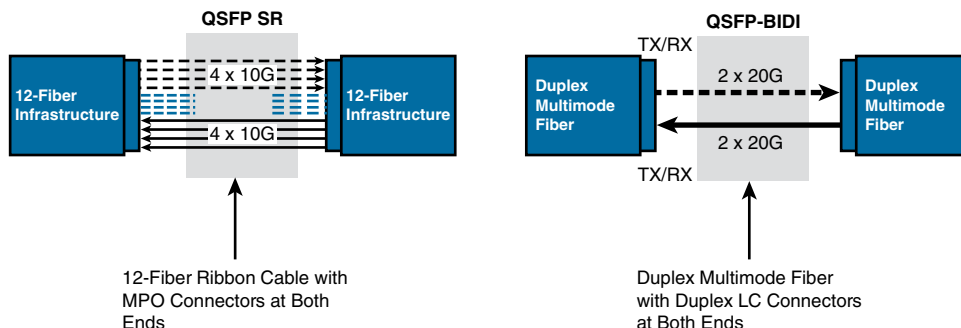 QSFP SR
12-Fiber
Infrastructure
4 x 10G
4 x 10G
12-Fiber
Infrastructure
12-Fiber Ribbon Cable with
MPO Connectors at Both
Ends
QSFP-BIDI
TX/RX
Duplex
Multimode
Fiber
2 x 20G
2 x 20G
Duplex
Multimode
Fiber
TX/RX
Duplex Multimode Fiber
with Duplex LC Connectors
at Both Ends